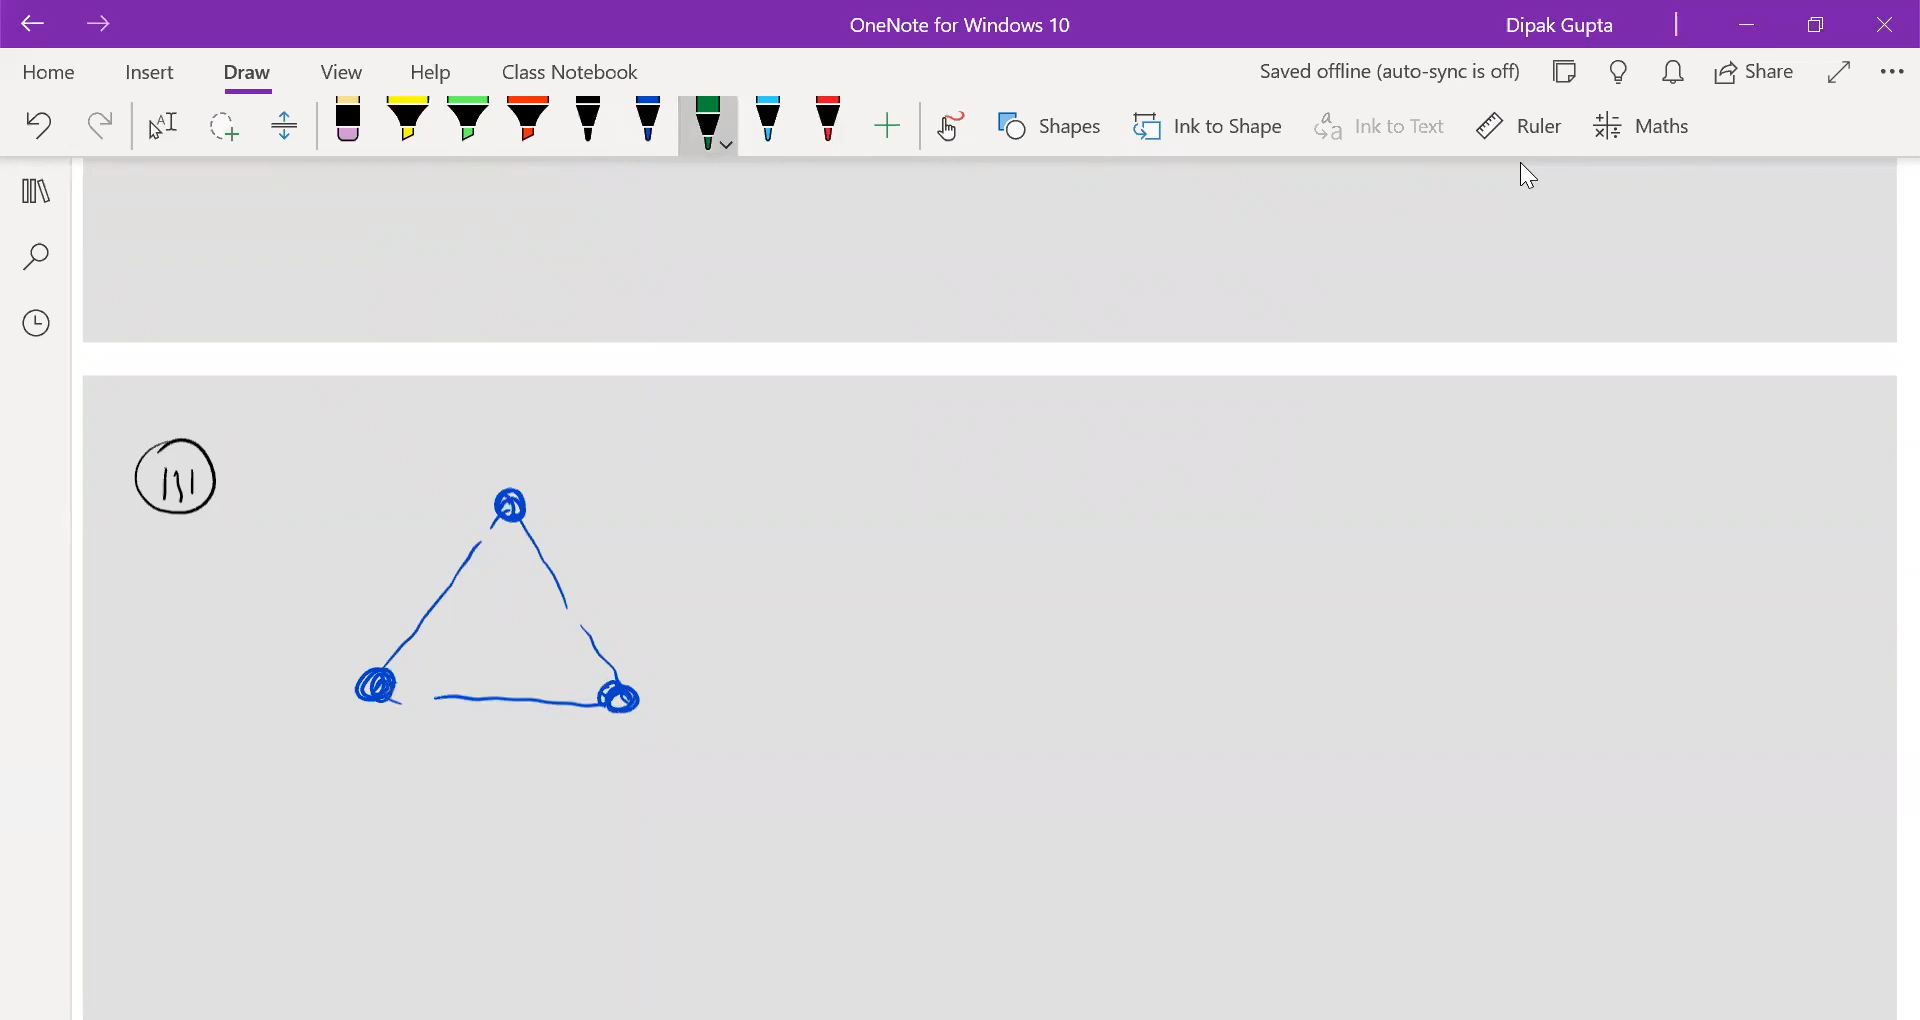 OneNote for Windows 10
Dipak Gupta
Home Insert Draw View Help Class Notebook
Saved offline (auto-sync is off)
Share
Shapes Ink to Shape Ink to Text Ruler Maths